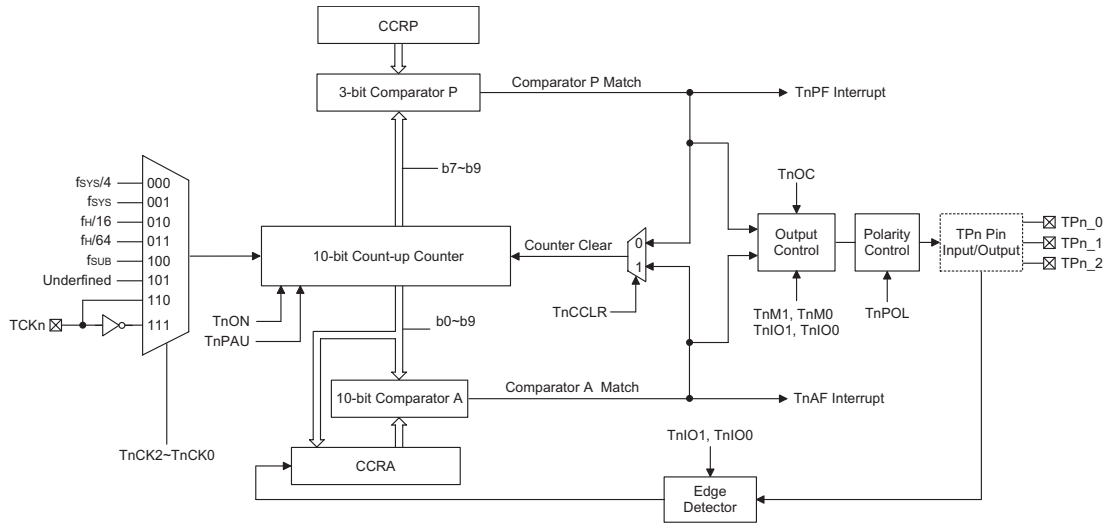 CCRP
3-bit Comparator P
Comparator P Match
TnPF Interrupt
b7~b9
fSYS/4
000
fSYS
001
fH/16
010
fH/64
011
fSUB
100
Undefined
101
110
TCKn
111
TnCK2~TnCK0
10-bit Count-up Counter
TnON
TnPAU
Counter Clear
0
1
TnCCLR
TnOC
Output
Control
TnM1, TnM0
TnIO1, TnIO0
Polarity
Control
TnPOL
TPn Pin
Input/Output
TPn_0
TPn_1
TPn_2
b0~b9
10-bit Comparator A
Comparator A Match
TnAF Interrupt
CCRA
TnIO1, TnIO0
Edge
Detector